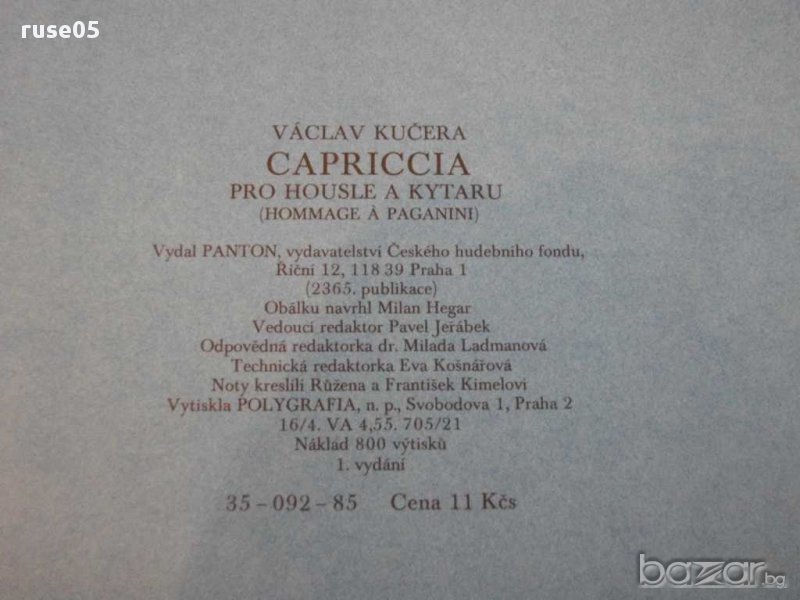 ruse05
VÁCLAV KUČERA
CAPRICCIA
PRO HOUSLE A KYTARU
(HOMMAGE À PAGANINI)
Vydal PANTON, vydavatelství Českého hudebního fondu,
Říční 12, 118 39 Praha 1
(2365. publikace)
Obálku navrhl Milan Hegar
Vedoucí redaktor Pavel Jeřábek
Odpovědná redaktorka dr. Milada Ladmanová
Technická redaktorka Eva Košnářová
Noty kreslili Růžena a František Kimelovi
Vytiskla POLYGRAFIA, n. p., Svobodova 1, Praha 2
16/4. VA 4,55. 705/21
Náklad 800 výtisků
1. vydání
35 – 092 – 85 Cena 11 Kčs
bazar.bg